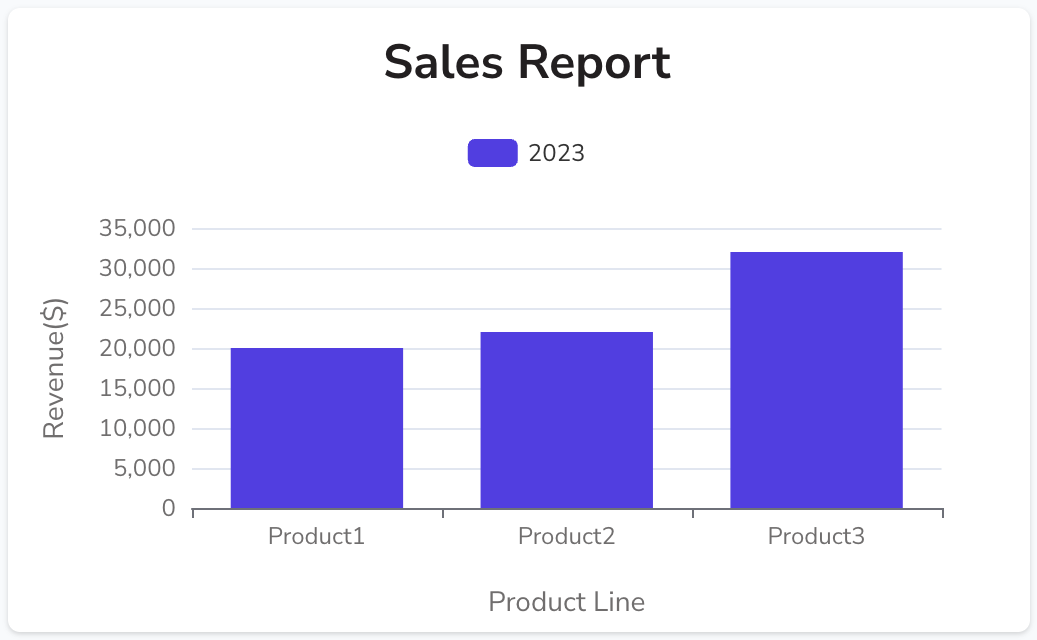 Sales Report
2023
Revenue($)
35,000
30,000
25,000
20,000
15,000
10,000
5,000
0
Product1 Product2 Product3
Product Line